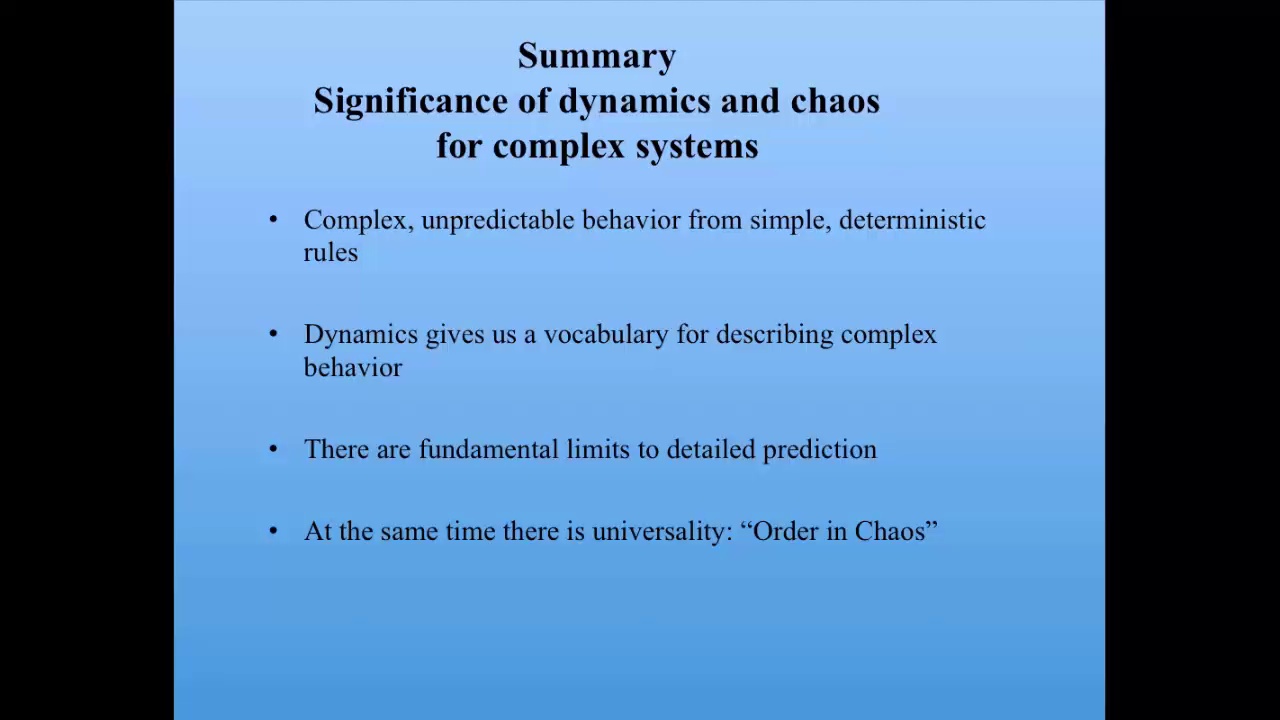 Summary
Significance of dynamics and chaos
for complex systems
• Complex, unpredictable behavior from simple, deterministic
rules
• Dynamics gives us a vocabulary for describing complex
behavior
• There are fundamental limits to detailed prediction
• At the same time there is universality: “Order in Chaos”